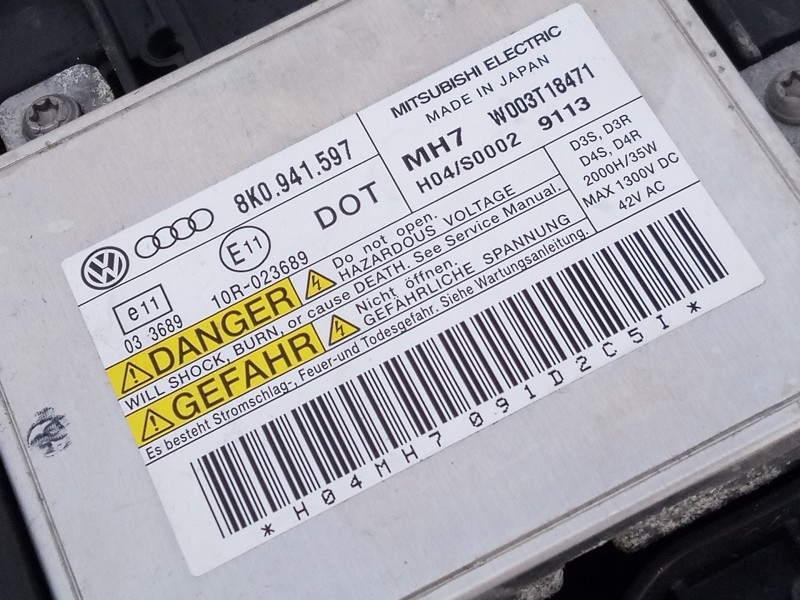 8K0.941.597
MITSUBISHI ELECTRIC
MADE IN JAPAN
MH7 W003T18471
H04/S0002 9113
D3S, D3R
D4S, D4R
2000H/35W
MAX 1300V DC
42V AC
E11
DOT
e11
10R-023689
03 3689
DANGER
Do not open.
HAZARDOUS VOLTAGE
WILL SHOCK, BURN, or cause DEATH. See Service Manual.
GEFAHR
Nicht öffnen.
GEFÄHRLICHE SPANNUNG
Es besteht Stromschlag-, Feuer-und Todesgefahr. Siehe Wartungsanleitung.
*H04MH7091D2C5I*